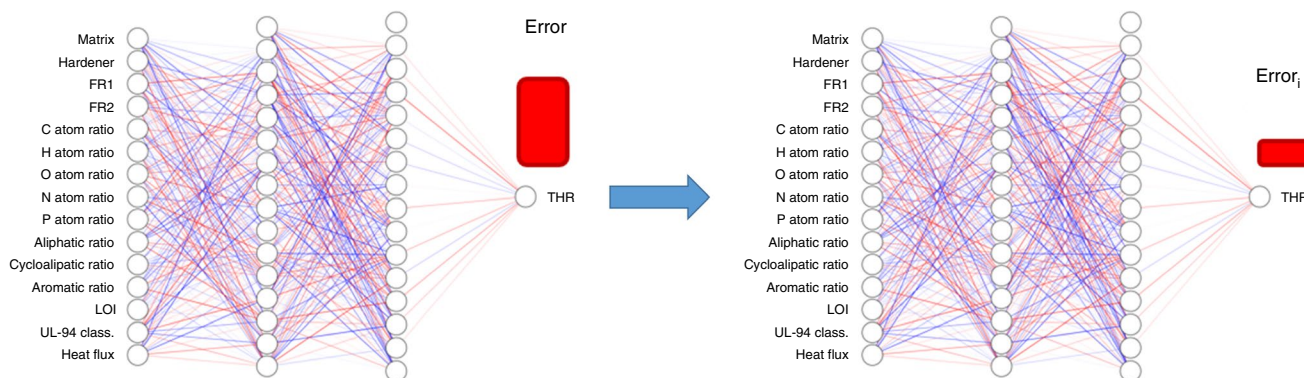 Error
Matrix
Hardener
FR1
FR2
C atom ratio
H atom ratio
O atom ratio
N atom ratio
P atom ratio
Aliphatic ratio
Cycloalipatic ratio
Aromatic ratio
LOI
UL-94 class.
Heat flux
THR
Errori
Matrix
Hardener
FR1
FR2
C atom ratio
H atom ratio
O atom ratio
N atom ratio
P atom ratio
Aliphatic ratio
Cycloalipatic ratio
Aromatic ratio
LOI
UL-94 class.
Heat flux
THR